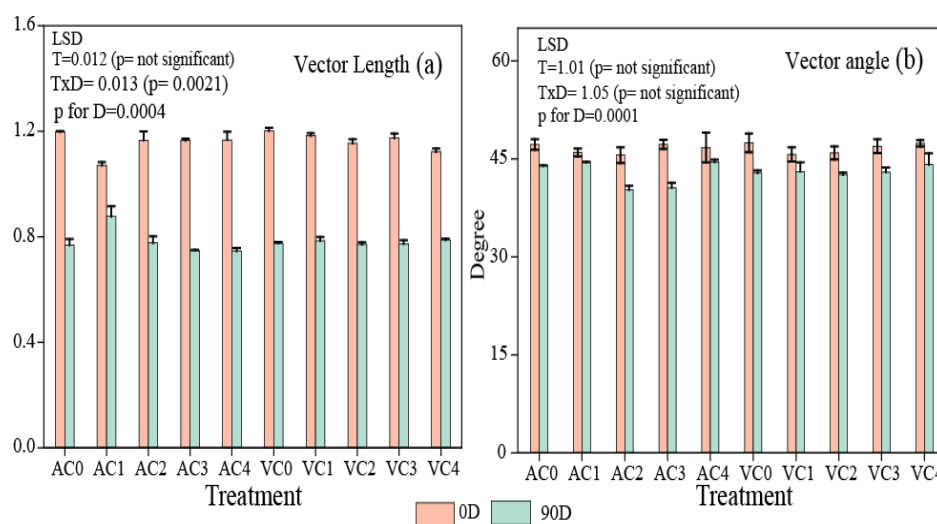 1.6
1.2
0.8
0.4
0.0
LSD
T=0.012 (p= not significant)
TxD= 0.013 (p= 0.0021)
p for D=0.0004
Vector Length (a)
AC0 AC1 AC2 AC3 AC4 VC0 VC1 VC2 VC3 VC4
Treatment
60
45
30
15
0
Degree
LSD
T=1.01 (p= not significant)
TxD= 1.05 (p= not significant)
p for D=0.0001
Vector angle (b)
AC0 AC1 AC2 AC3 AC4 VC0 VC1 VC2 VC3 VC4
Treatment
0D 90D